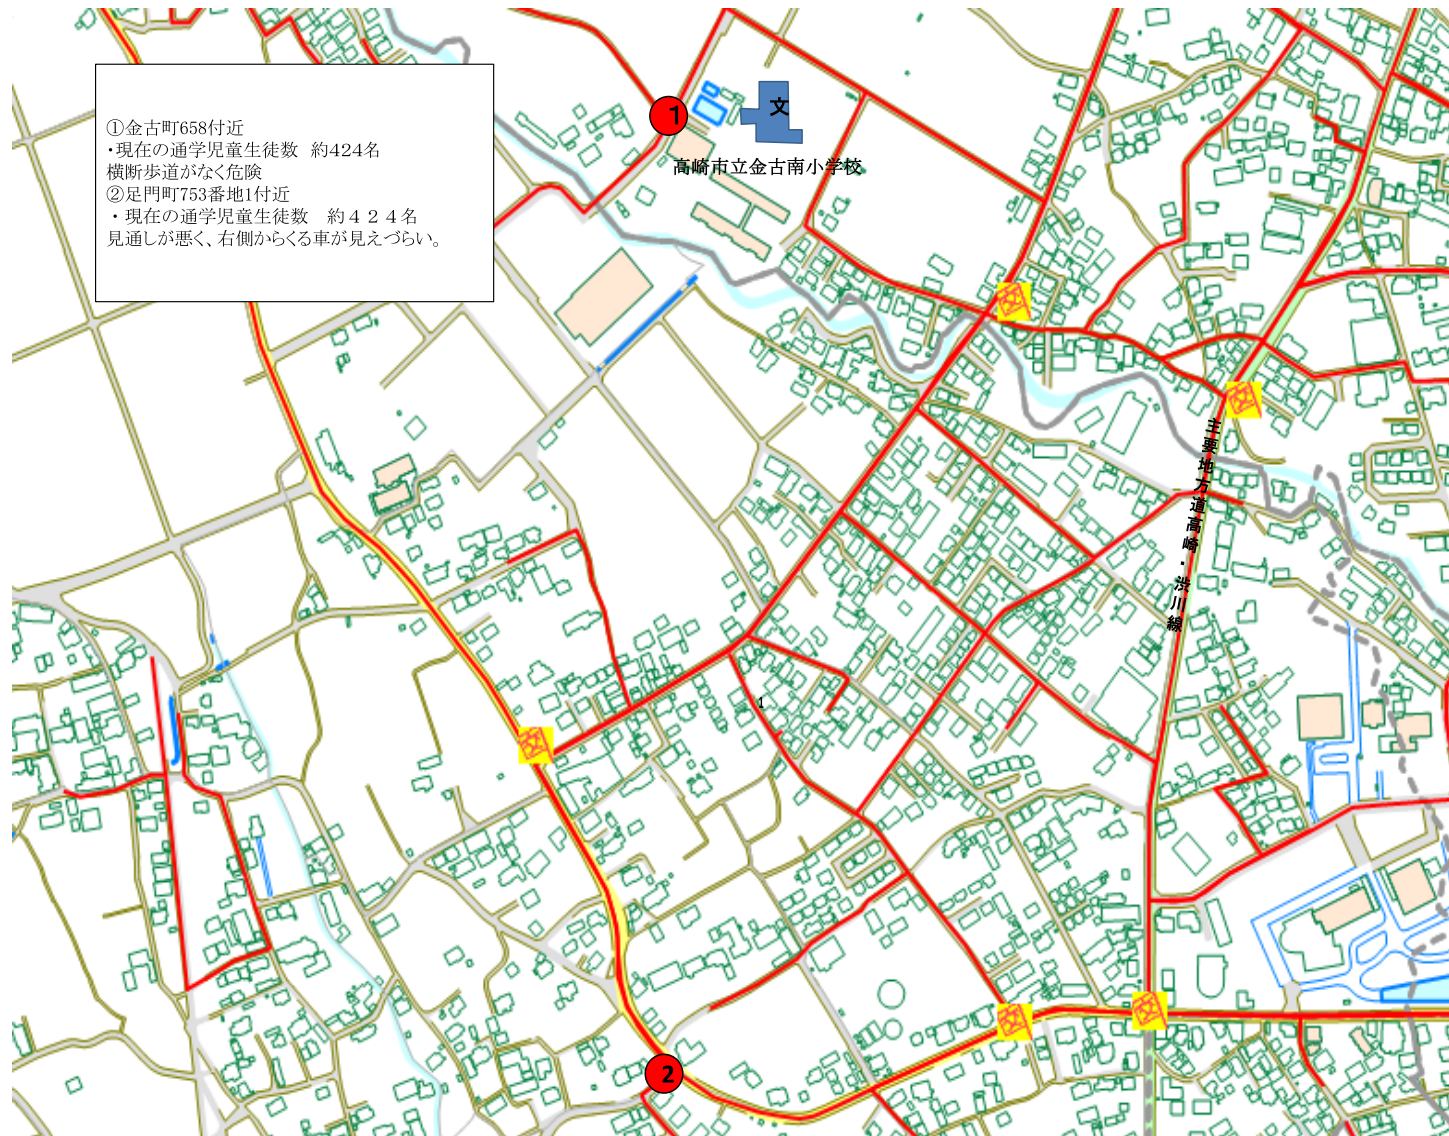 ①金古町658付近
・現在の通学児童生徒数　約424名
横断歩道がなく危険
②足門町753番地1付近
・現在の通学児童生徒数　約４２４名
見通しが悪く、右側からくる車が見えづらい。
1
文
高崎市立金古南小学校
主要地方道高崎・渋川線
1
2